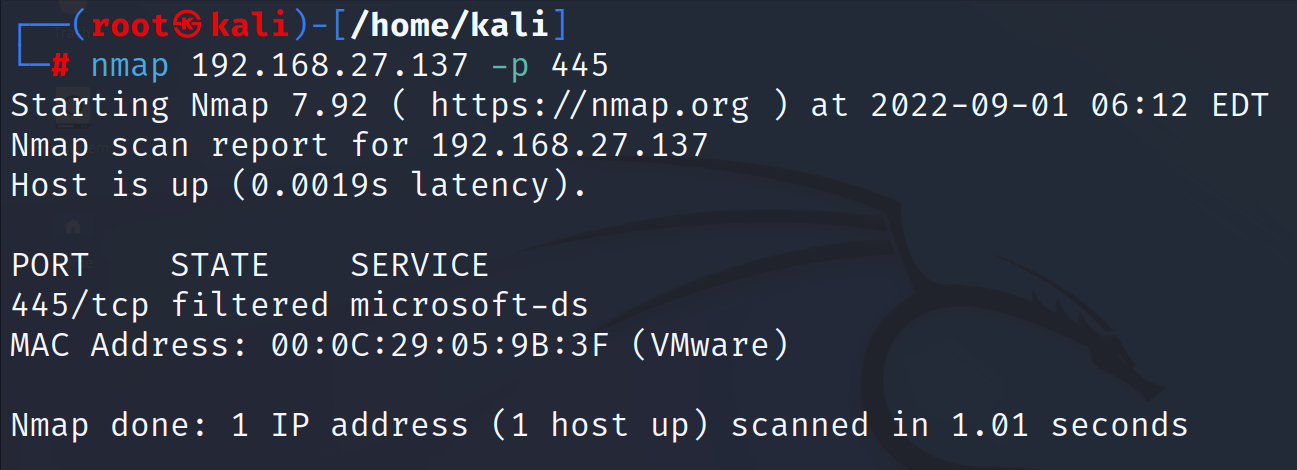 ┌──(root㉿kali)-[/home/kali]
└─# nmap 192.168.27.137 -p 445
Starting Nmap 7.92 ( https://nmap.org ) at 2022-09-01 06:12 EDT
Nmap scan report for 192.168.27.137
Host is up (0.0019s latency).
PORT    STATE    SERVICE
445/tcp filtered microsoft-ds
MAC Address: 00:0C:29:05:9B:3F (VMware)
Nmap done: 1 IP address (1 host up) scanned in 1.01 seconds